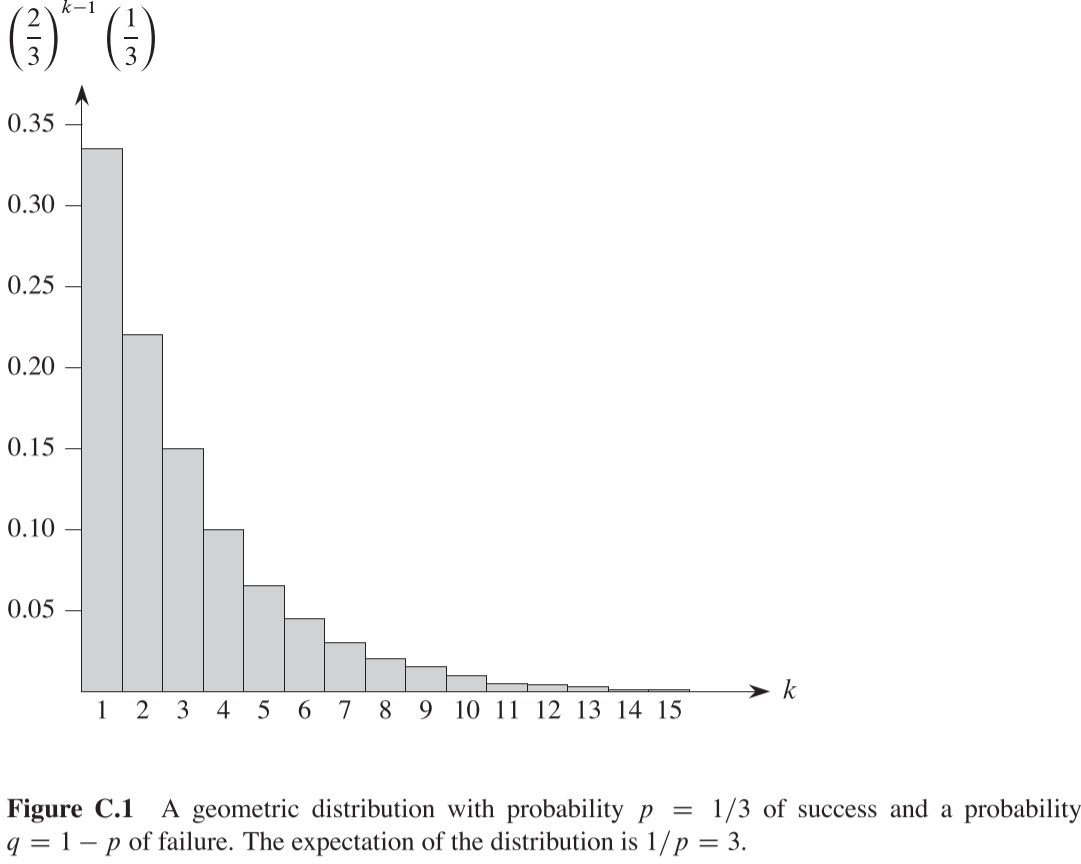 (2/3)^{k−1} (1/3)
0.35
0.30
0.25
0.20
0.15
0.10
0.05
k
1 2 3 4 5 6 7 8 9 10 11 12 13 14 15
Figure C.1 A geometric distribution with probability p = 1/3 of success and a probability
q = 1 − p of failure. The expectation of the distribution is 1/p = 3.